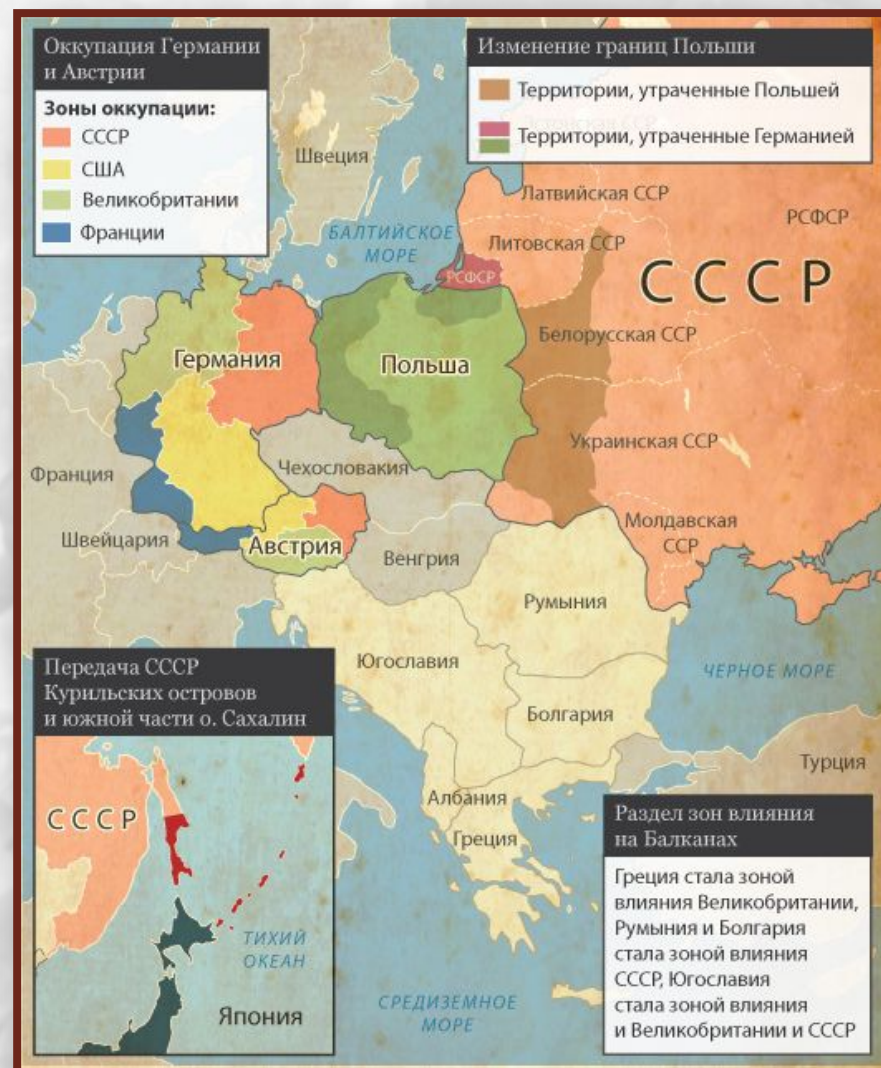 Оккупация Германии
и Австрии
Зоны оккупации:
СССР
США
Великобритании
Франции
Изменение границ Польши
Территории, утраченные Польшей
Территории, утраченные Германией
Швеция
БАЛТИЙСКОЕ
МОРЕ
Латвийская ССР
РСФСР
Литовская ССР
РСФСР
СССР
Белорусская ССР
Германия
Польша
Украинская ССР
Чехословакия
Франция
Молдавская
ССР
Швейцария
Австрия
Венгрия
Румыния
Югославия
ЧЕРНОЕ МОРЕ
Болгария
Турция
Албания
Греция
СРЕДИЗЕМНОЕ
МОРЕ
Передача СССР
Курильских островов
и южной части о. Сахалин
СССР
ТИХИЙ
ОКЕАН
Япония
Раздел зон влияния
на Балканах
Греция стала зоной
влияния Великобритании,
Румыния и Болгария
стала зоной влияния
СССР, Югославия
стала зоной влияния
и Великобритании и СССР